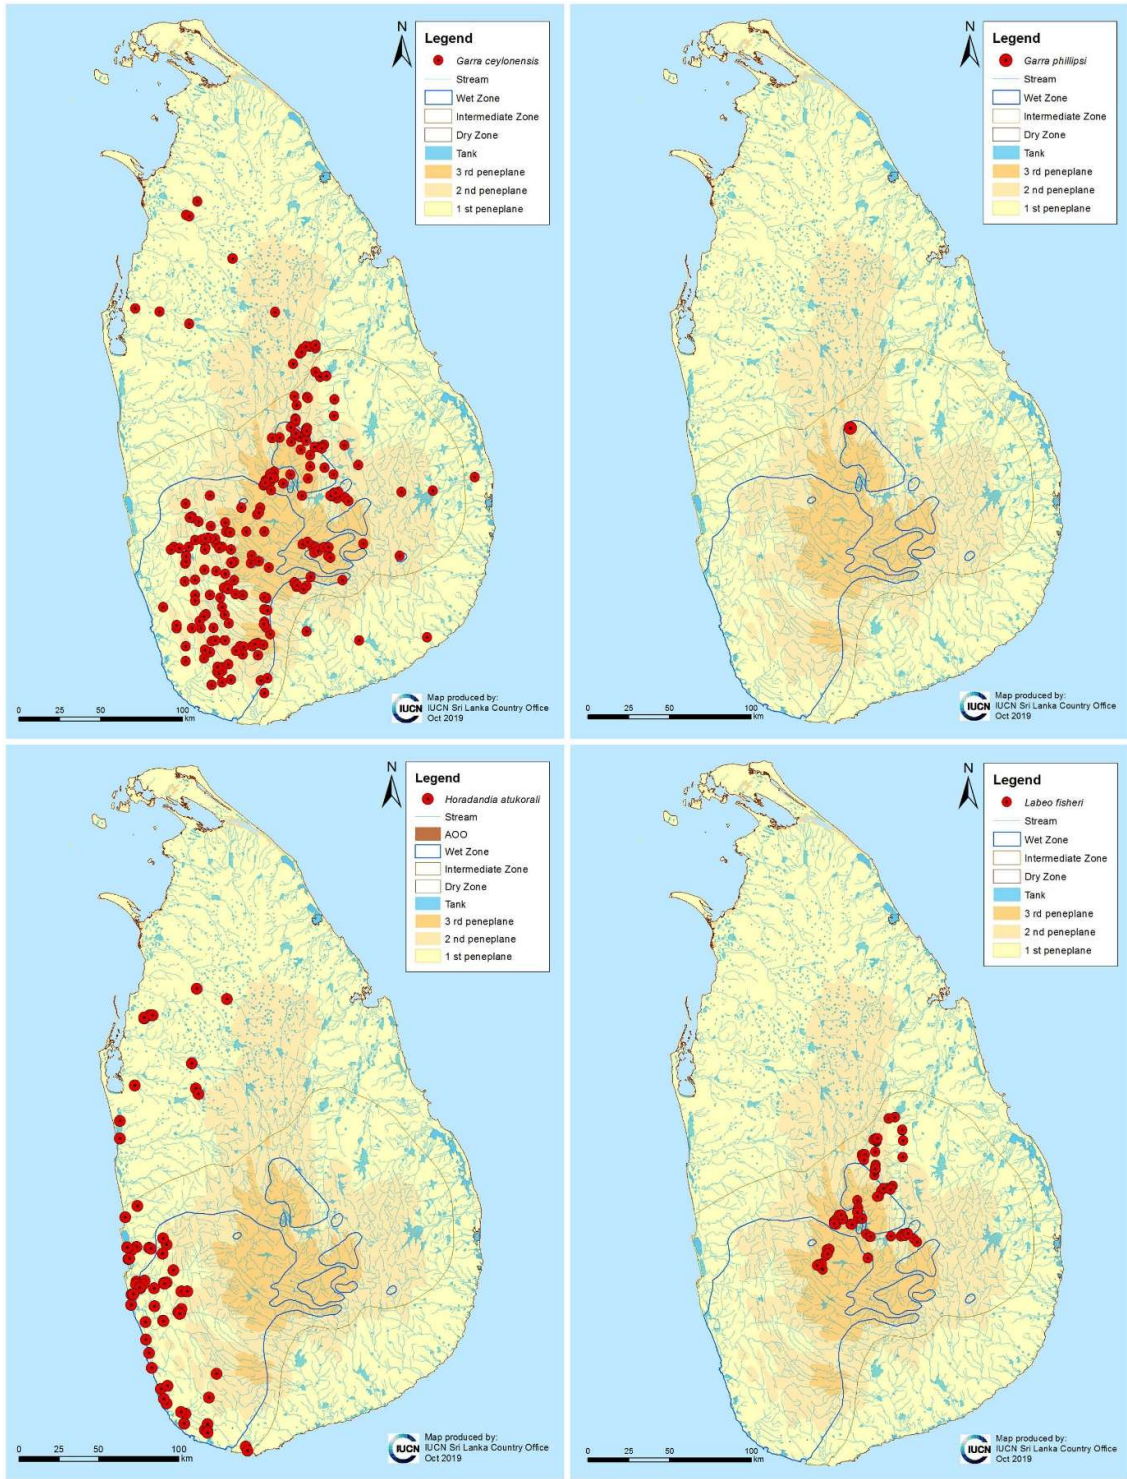 N
Legend
Garra ceylonensis
Stream
Wet Zone
Intermediate Zone
Dry Zone
Tank
3 rd peneplane
2 nd peneplane
1 st peneplane
0 25 50 100
km
IUCN
Map produced by:
IUCN Sri Lanka Country Office
Oct 2019
N
Legend
Garra phillipsi
Stream
Wet Zone
Intermediate Zone
Dry Zone
Tank
3 rd peneplane
2 nd peneplane
1 st peneplane
0 25 50 100
km
IUCN
Map produced by:
IUCN Sri Lanka Country Office
Oct 2019
N
Legend
Horadandia atukorali
Stream
AOO
Wet Zone
Intermediate Zone
Dry Zone
Tank
3 rd peneplane
2 nd peneplane
1 st peneplane
0 25 50 100
km
IUCN
Map produced by:
IUCN Sri Lanka Country Office
Oct 2019
N
Legend
Labeo fisheri
Stream
Wet Zone
Intermediate Zone
Dry Zone
Tank
3 rd peneplane
2 nd peneplane
1 st peneplane
0 25 50 100
km
IUCN
Map produced by:
IUCN Sri Lanka Country Office
Oct 2019